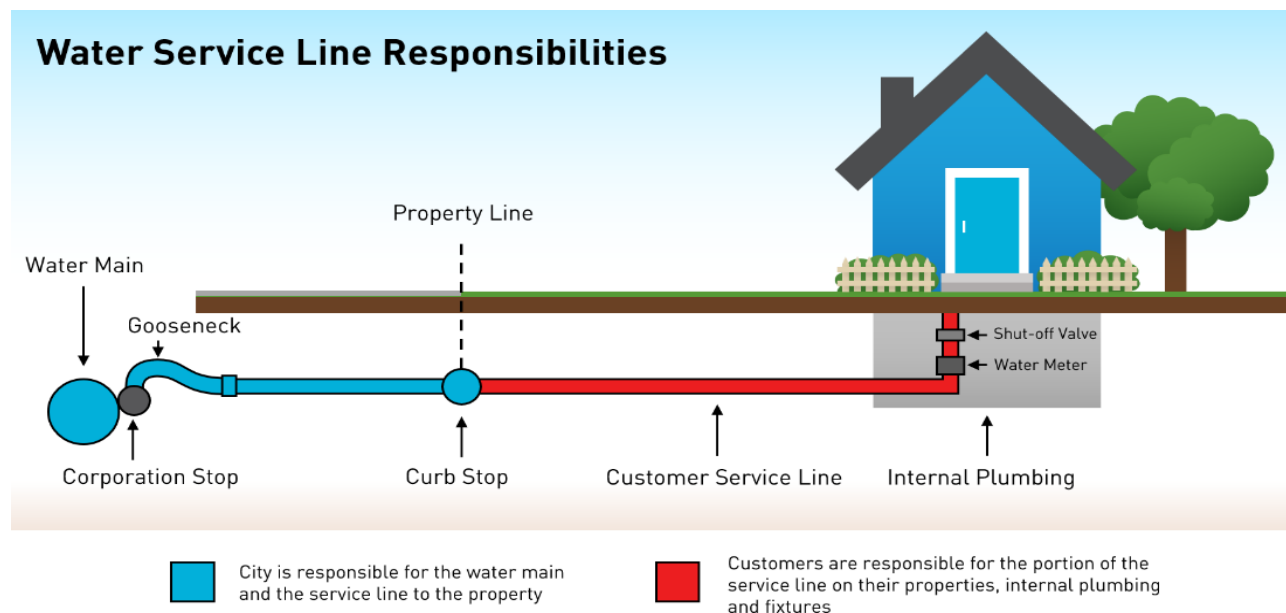 Water Service Line Responsibilities
Property Line
Water Main
Gooseneck
Shut-off Valve
Water Meter
Corporation Stop
Curb Stop
Customer Service Line
Internal Plumbing
City is responsible for the water main
and the service line to the property
Customers are responsible for the portion of the
service line on their properties, internal plumbing
and fixtures